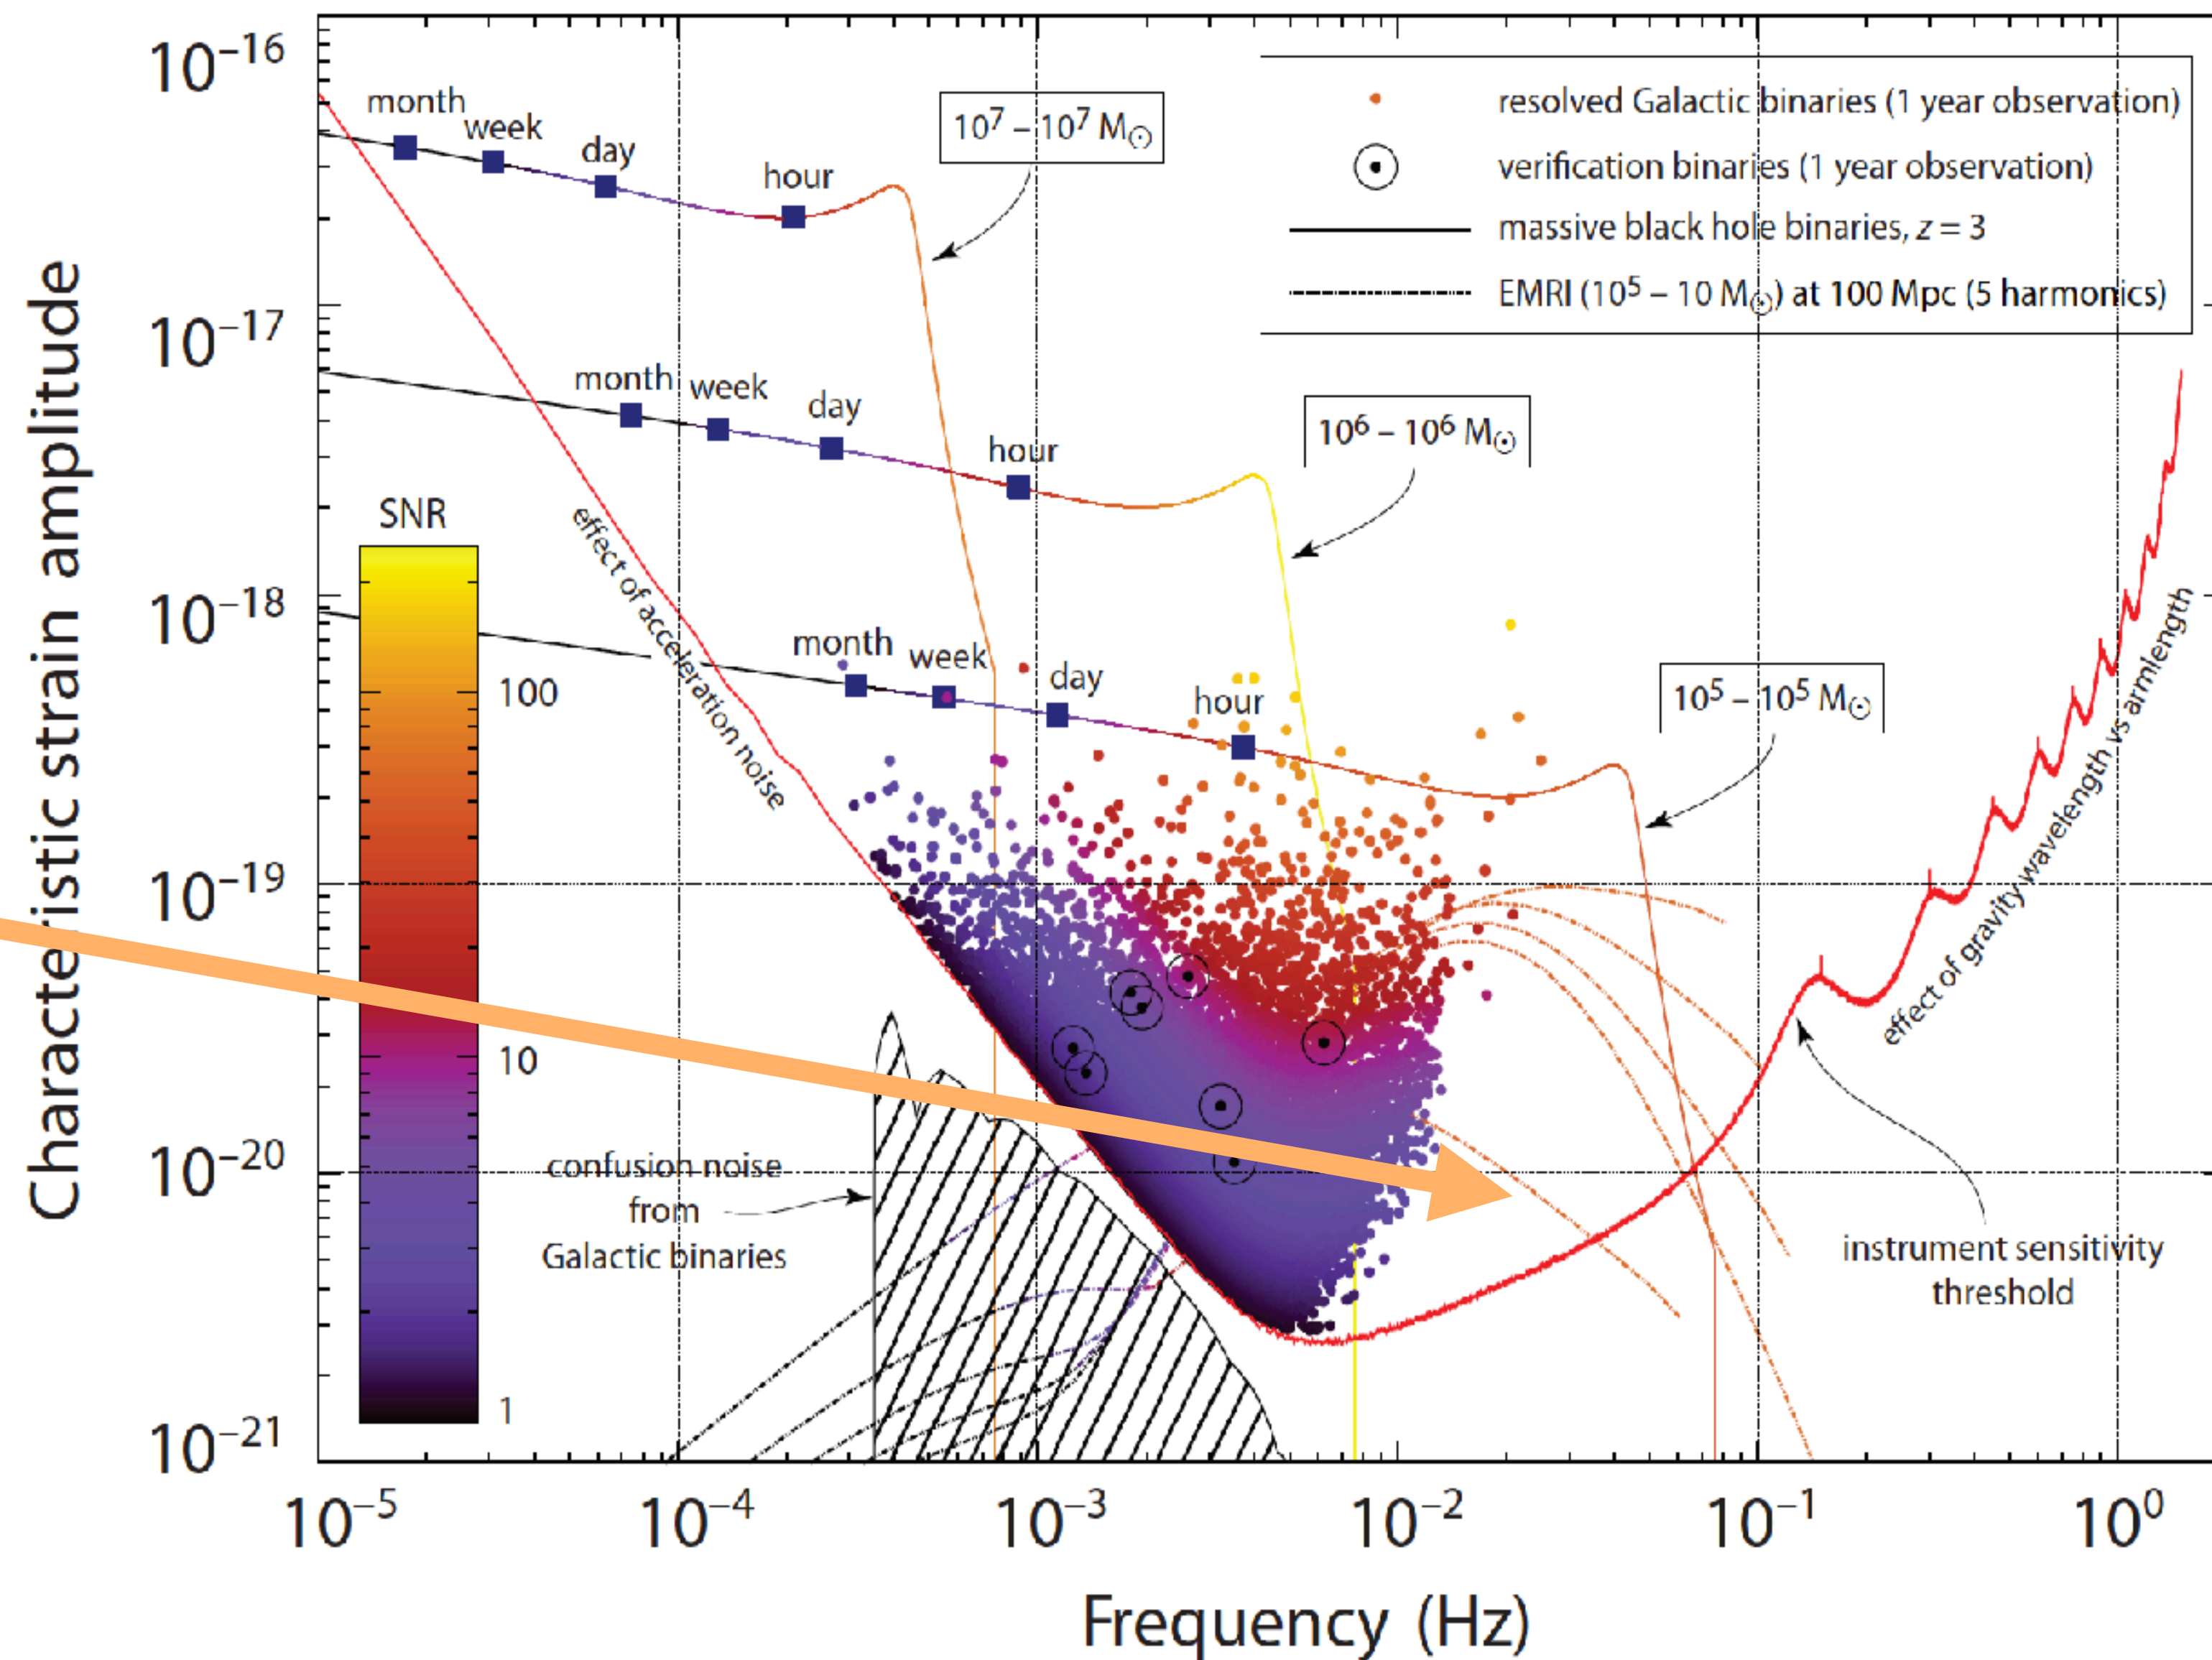 Characteristic strain amplitude
10⁻¹⁶
10⁻¹⁷
10⁻¹⁸
10⁻¹⁹
10⁻²⁰
10⁻²¹
month
week
day
hour
10⁷ – 10⁷ M☉
resolved Galactic binaries (1 year observation)
verification binaries (1 year observation)
massive black hole binaries, z = 3
EMRI (10⁵ – 10 M☉) at 100 Mpc (5 harmonics)
month
week
day
hour
10⁶ – 10⁶ M☉
SNR
100
10
1
effect of acceleration noise
month
week
day
hour
10⁵ – 10⁵ M☉
effect of gravity wavelength vs armlength
confusion noise
from
Galactic binaries
instrument sensitivity
threshold
10⁻⁵
10⁻⁴
10⁻³
10⁻²
10⁻¹
10⁰
Frequency (Hz)